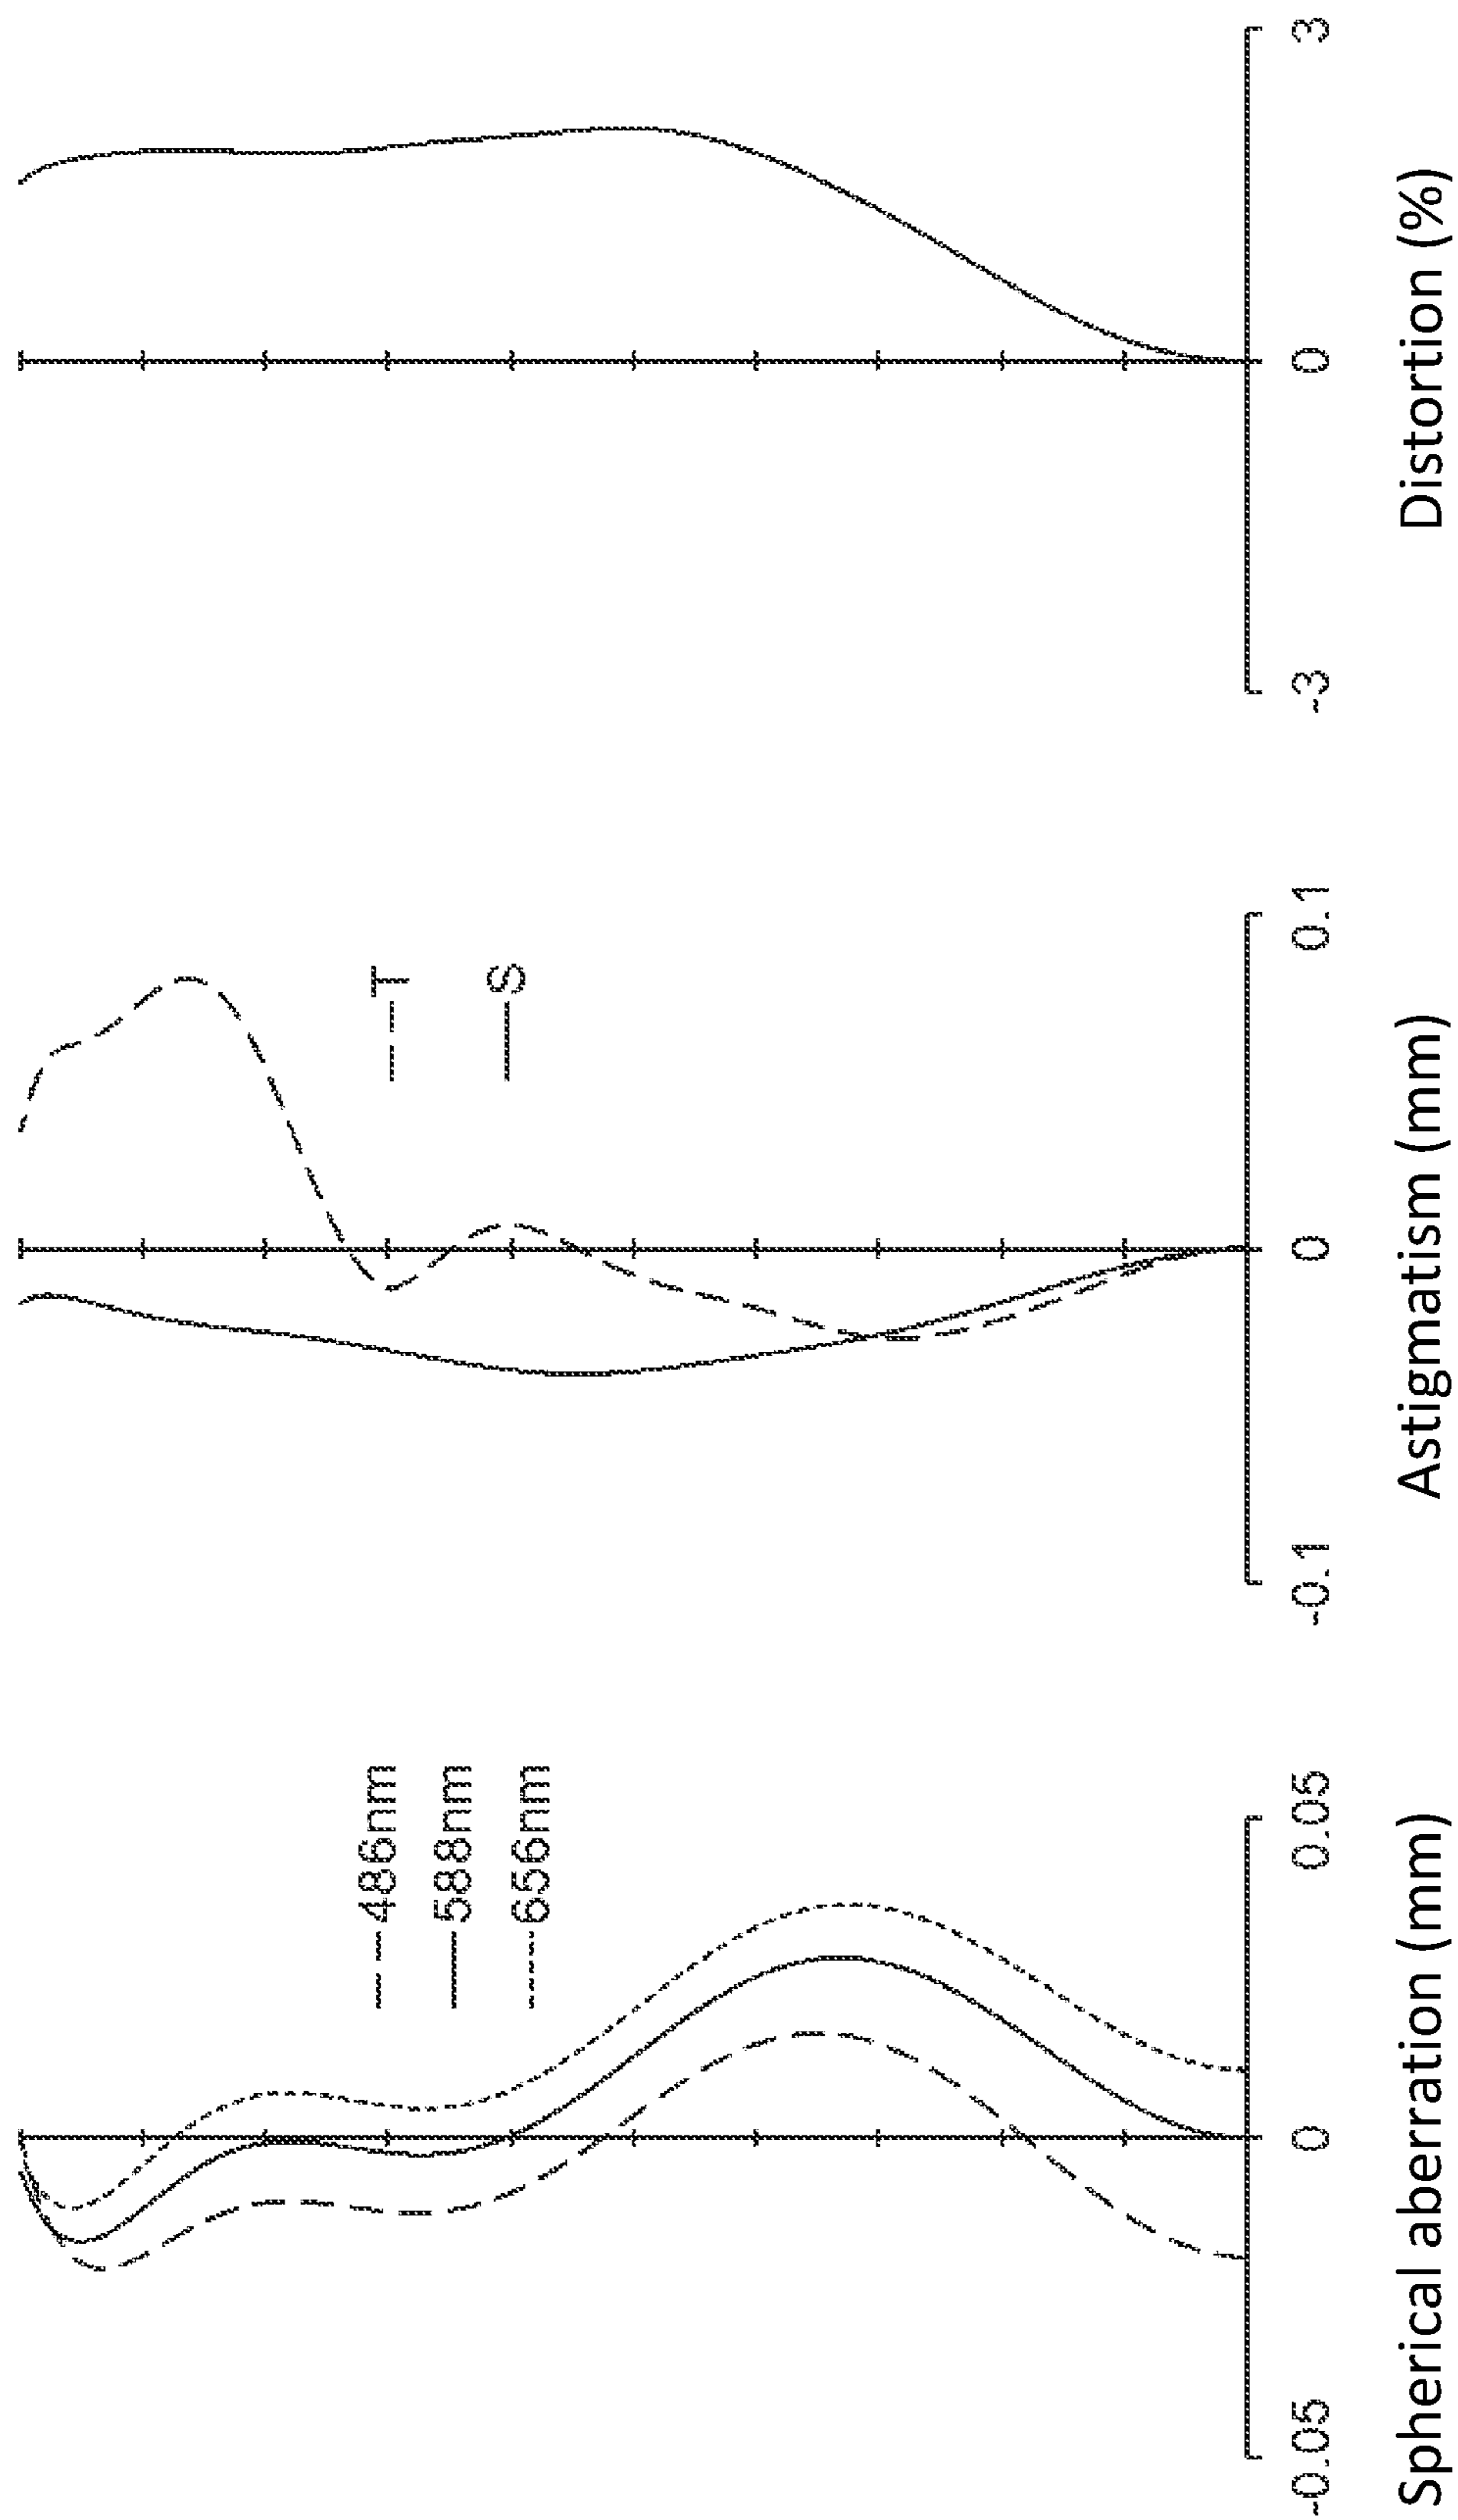 486nm
588nm
656nm
-0.05
0
0.05
Spherical aberration (mm)
T
S
-0.1
0
0.1
Astigmatism (mm)
-3
0
3
Distortion (%)